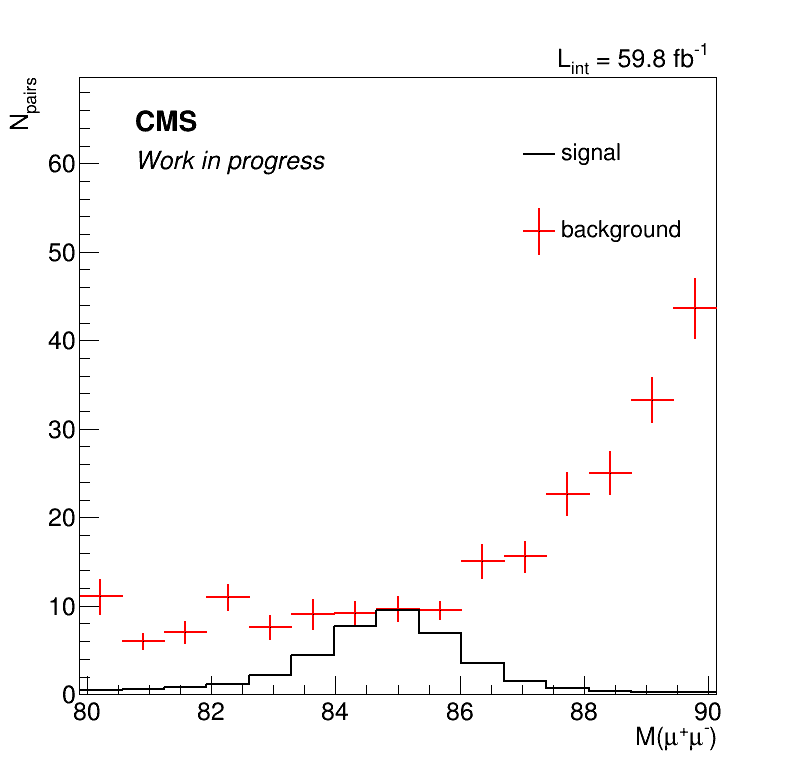 L_int = 59.8 fb^-1
N_pairs
CMS
Work in progress
signal
background
60
50
40
30
20
10
0
80 82 84 86 88 90
M(μ⁺μ⁻)